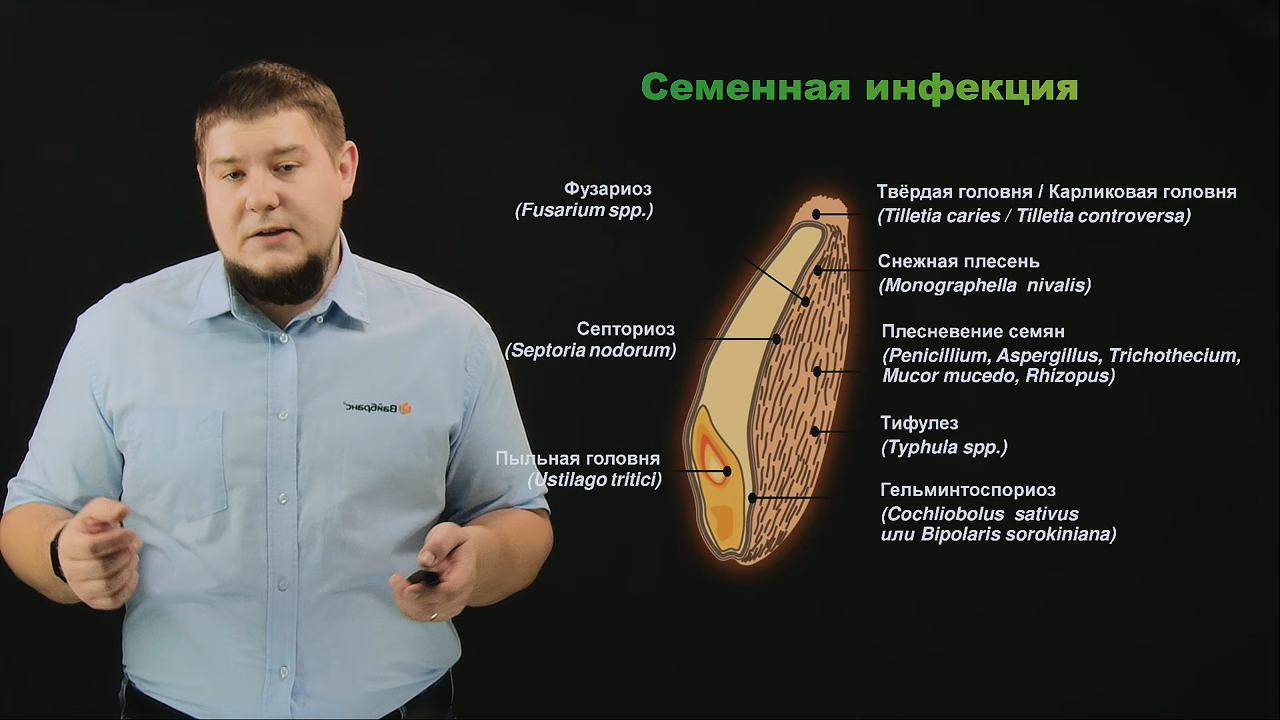 Семенная инфекция
Фузариоз
(Fusarium spp.)
Септориоз
(Septoria nodorum)
Пыльная головня
(Ustilago tritici)
Твёрдая головня / Карликовая головня
(Tilletia caries / Tilletia controversa)
Снежная плесень
(Monographella nivalis)
Плесневение семян
(Penicillium, Aspergillus, Trichothecium,
Mucor mucedo, Rhizopus)
Тифулез
(Typhula spp.)
Гельминтоспориоз
(Cochliobolus sativus
или Bipolaris sorokiniana)
Вайбранс